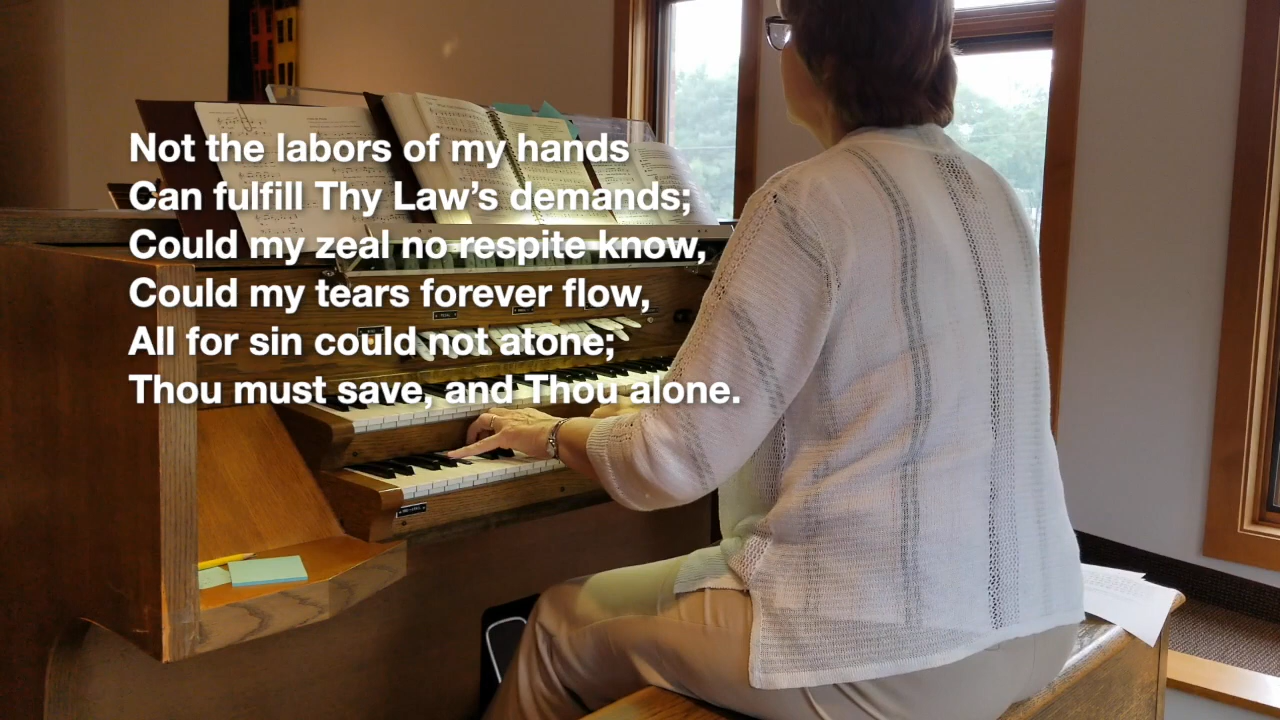 Not the labors of my hands
Can fulfill Thy Law’s demands;
Could my zeal no respite know,
Could my tears forever flow,
All for sin could not atone;
Thou must save, and Thou alone.